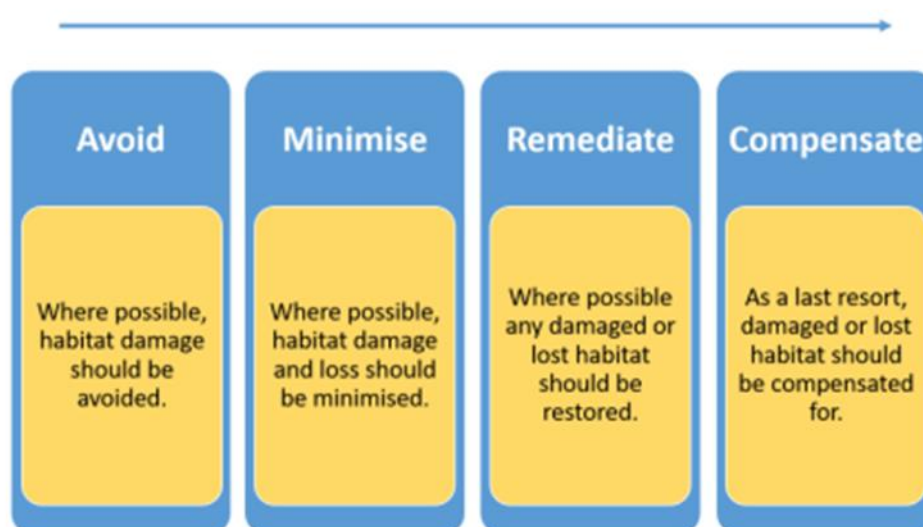 Avoid
Where possible,
habitat damage
should be
avoided.
Minimise
Where possible,
habitat damage
and loss should
be minimised.
Remediate
Where possible
any damaged or
lost habitat
should be
restored.
Compensate
As a last resort,
damaged or lost
habitat should
be compensated
for.